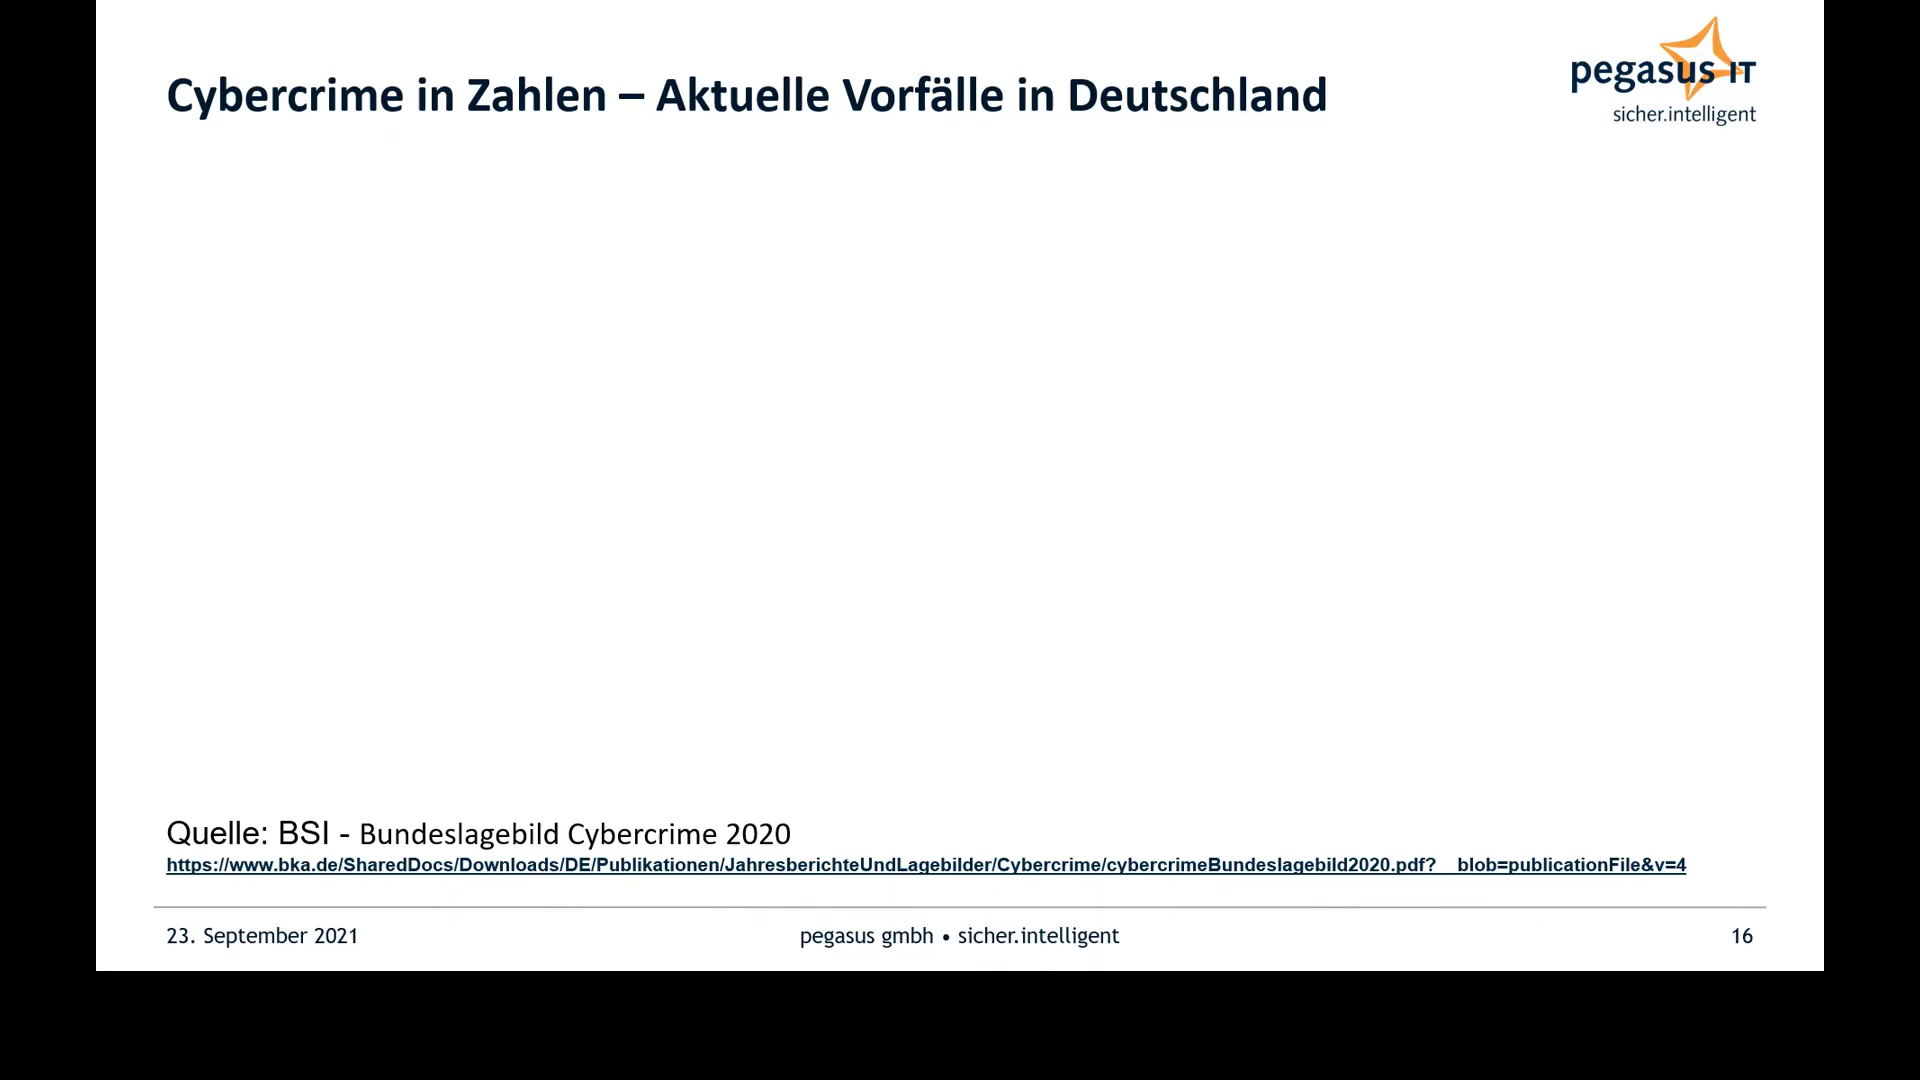 Cybercrime in Zahlen – Aktuelle Vorfälle in Deutschland
pegasus IT
sicher.intelligent
Quelle: BSI - Bundeslagebild Cybercrime 2020
https://www.bka.de/SharedDocs/Downloads/DE/Publikationen/JahresberichteUndLagebilder/Cybercrime/cybercrimeBundeslagebild2020.pdf?__blob=publicationFile&v=4
23. September 2021
pegasus gmbh • sicher.intelligent
16